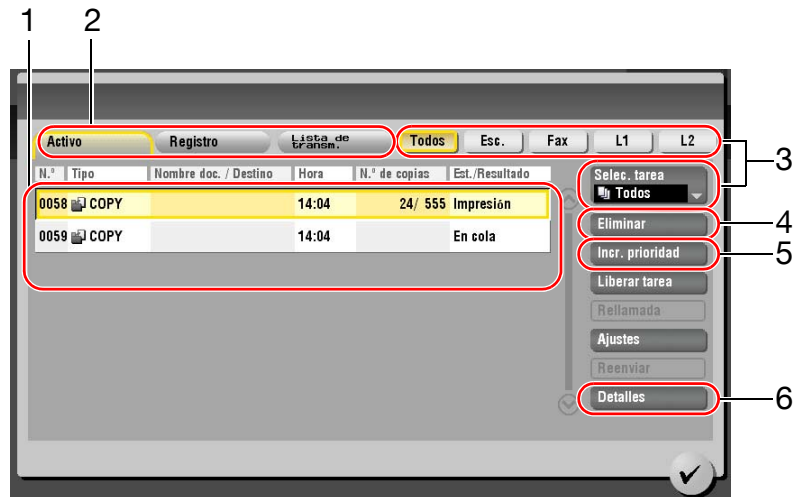 1 2
Activo Registro Lista de transm. Todos Esc. Fax L1 L2
N.º Tipo Nombre doc. / Destino Hora N.º de copias Est./Resultado
0058 COPY 14:04 24/ 555 Impresión
0059 COPY 14:04 En cola
Selec. tarea
Todos
3
Eliminar
4
Incr. prioridad
5
Liberar tarea
Rellamada
Ajustes
Reenviar
Detalles
6